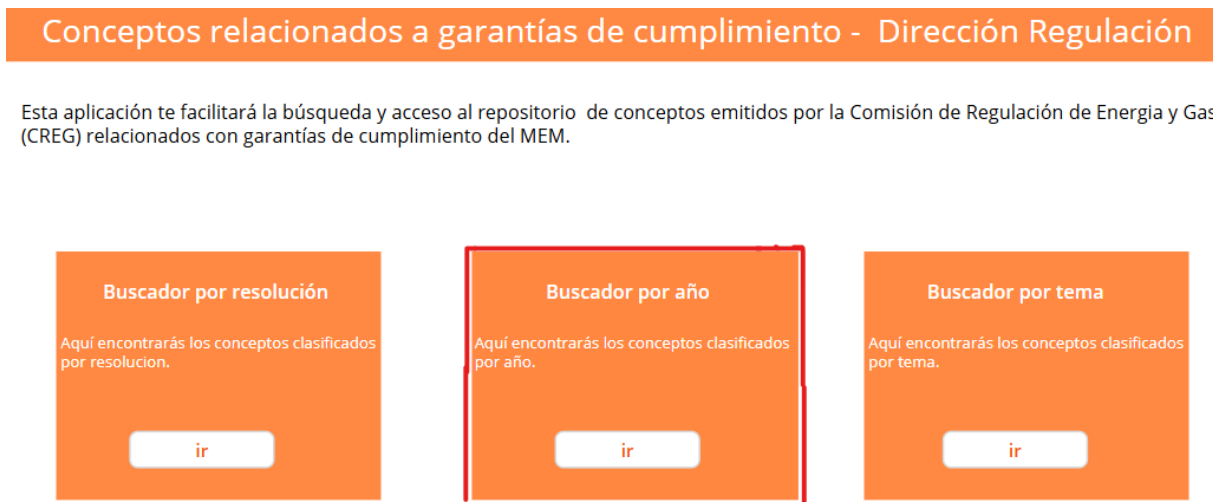 Conceptos relacionados a garantías de cumplimiento - Dirección Regulación
Esta aplicación te facilitará la búsqueda y acceso al repositorio de conceptos emitidos por la Comisión de Regulación de Energia y Gas
(CREG) relacionados con garantías de cumplimiento del MEM.
Buscador por resolución
Aquí encontrarás los conceptos clasificados
por resolucion.
ir
Buscador por año
Aquí encontrarás los conceptos clasificados
por año.
ir
Buscador por tema
Aquí encontrarás los conceptos clasificados
por tema.
ir